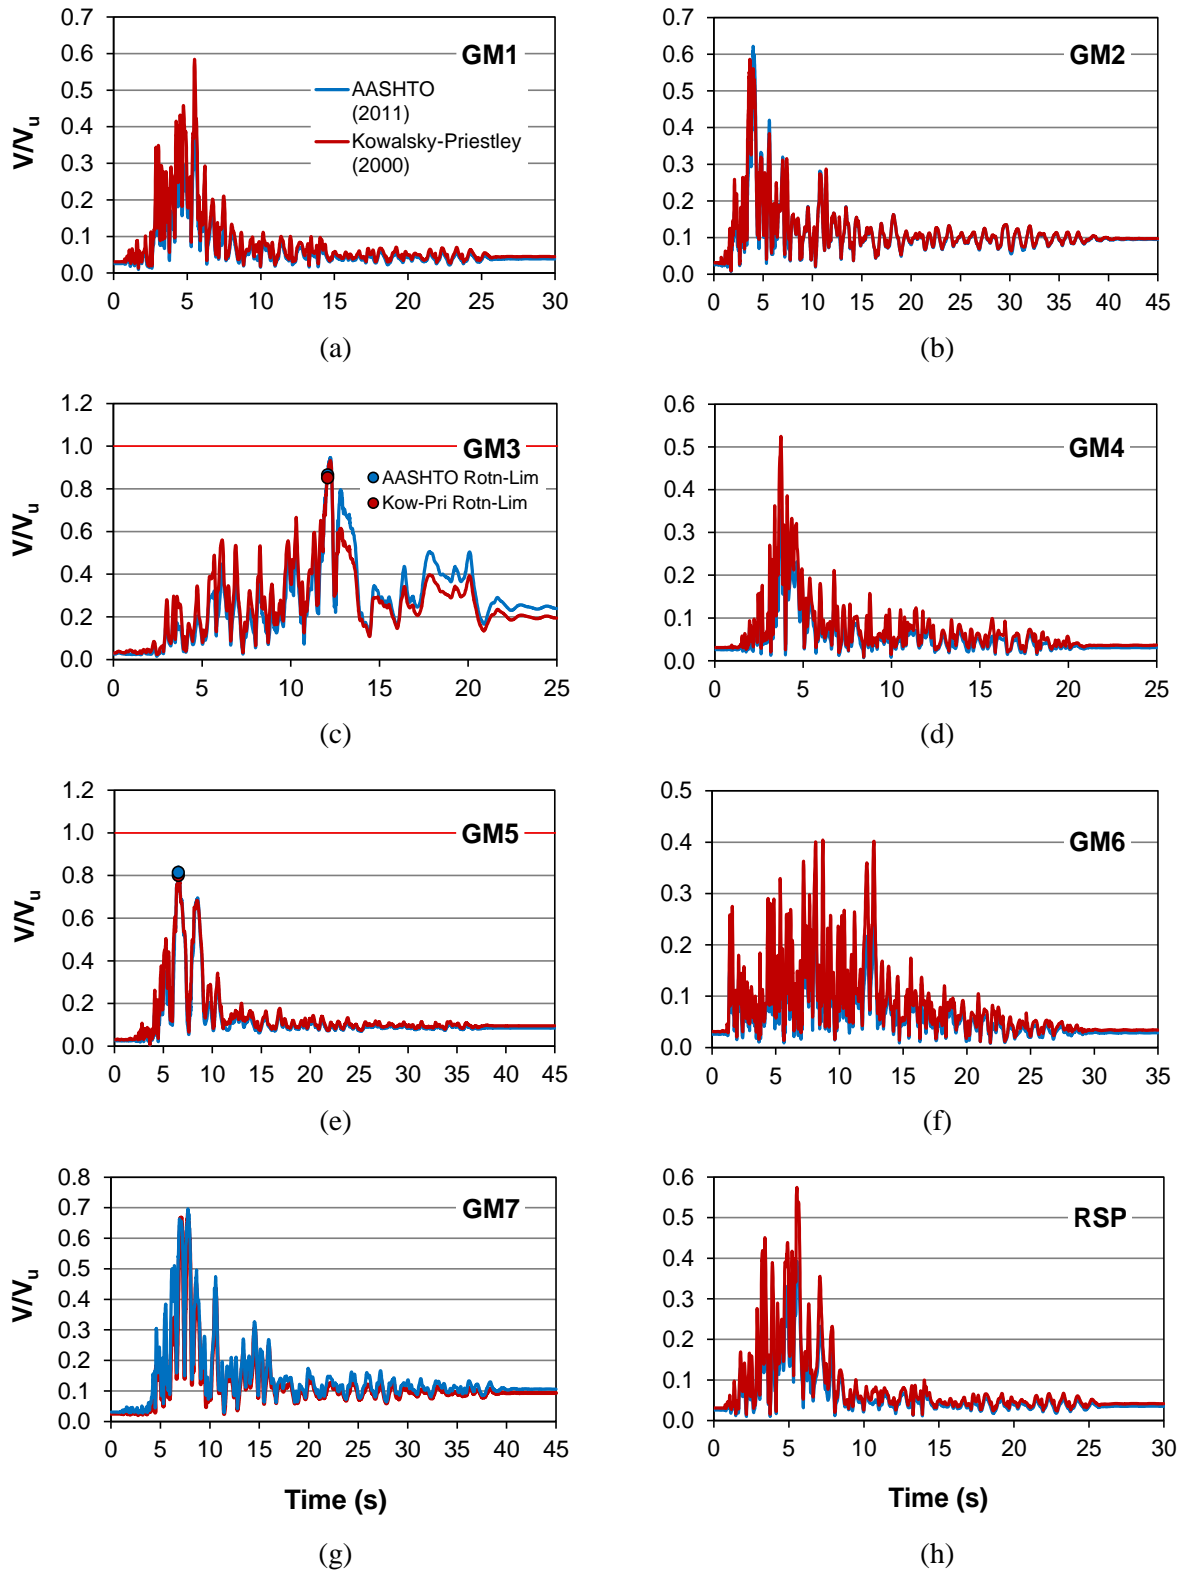 0.7
0.6
0.5
0.4
0.3
0.2
0.1
0.0
V/Vu
GM1
AASHTO
(2011)
Kowalsky-Priestley
(2000)
0 5 10 15 20 25 30
(a)
0.7
0.6
0.5
0.4
0.3
0.2
0.1
0.0
GM2
0 5 10 15 20 25 30 35 40 45
(b)
1.2
1.0
0.8
0.6
0.4
0.2
0.0
V/Vu
GM3
AASHTO Rotn-Lim
Kow-Pri Rotn-Lim
0 5 10 15 20 25
(c)
0.6
0.5
0.4
0.3
0.2
0.1
0.0
GM4
0 5 10 15 20 25
(d)
1.2
1.0
0.8
0.6
0.4
0.2
0.0
V/Vu
GM5
0 5 10 15 20 25 30 35 40 45
(e)
0.5
0.4
0.3
0.2
0.1
0.0
GM6
0 5 10 15 20 25 30 35
(f)
0.8
0.7
0.6
0.5
0.4
0.3
0.2
0.1
0.0
V/Vu
GM7
0 5 10 15 20 25 30 35 40 45
Time (s)
(g)
0.6
0.5
0.4
0.3
0.2
0.1
0.0
RSP
0 5 10 15 20 25 30
Time (s)
(h)